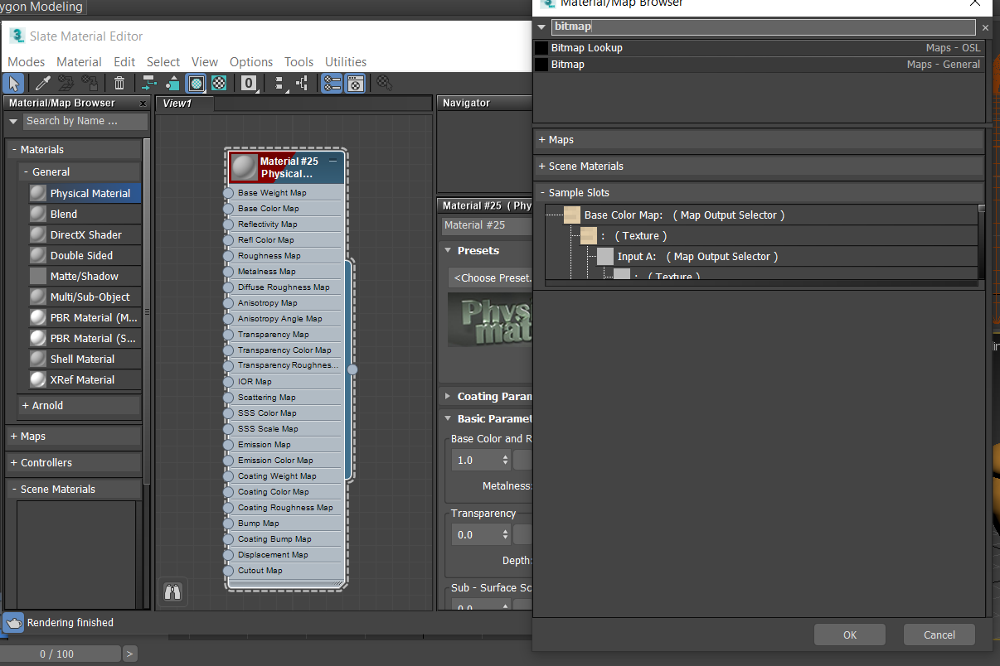 ygon Modeling
Slate Material Editor
Modes Material Edit Select View Options Tools Utilities
0
Material/Map Browser x
Search by Name ...
- Materials
- General
Physical Material
Blend
DirectX Shader
Double Sided
Matte/Shadow
Multi/Sub-Object
PBR Material (M...
PBR Material (S...
Shell Material
XRef Material
+ Arnold
+ Maps
+ Controllers
- Scene Materials
View1
Material #25
Physical...
Base Weight Map
Base Color Map
Reflectivity Map
Refl Color Map
Roughness Map
Metalness Map
Diffuse Roughness Map
Anisotropy Map
Anisotropy Angle Map
Transparency Map
Transparency Color Map
Transparency Roughnes...
IOR Map
Scattering Map
SSS Color Map
SSS Scale Map
Emission Map
Emission Color Map
Coating Weight Map
Coating Color Map
Coating Roughness Map
Bump Map
Coating Bump Map
Displacement Map
Cutout Map
Navigator
Material #25 ( Phy
Material #25
Presets
<Choose Preset.
Phys
mat
Coating Paran
Basic Paramet
Base Color and R
1.0
Metalness:
Transparency
0.0
Depth:
Sub - Surface Sc
0.0
Material/Map Browser
bitmap
Bitmap Lookup Maps - OSL
Bitmap Maps - General
+ Maps
+ Scene Materials
- Sample Slots
Base Color Map: ( Map Output Selector )
: ( Texture )
Input A: ( Map Output Selector )
: ( Texture )
OK Cancel
Rendering finished
0 / 100 >